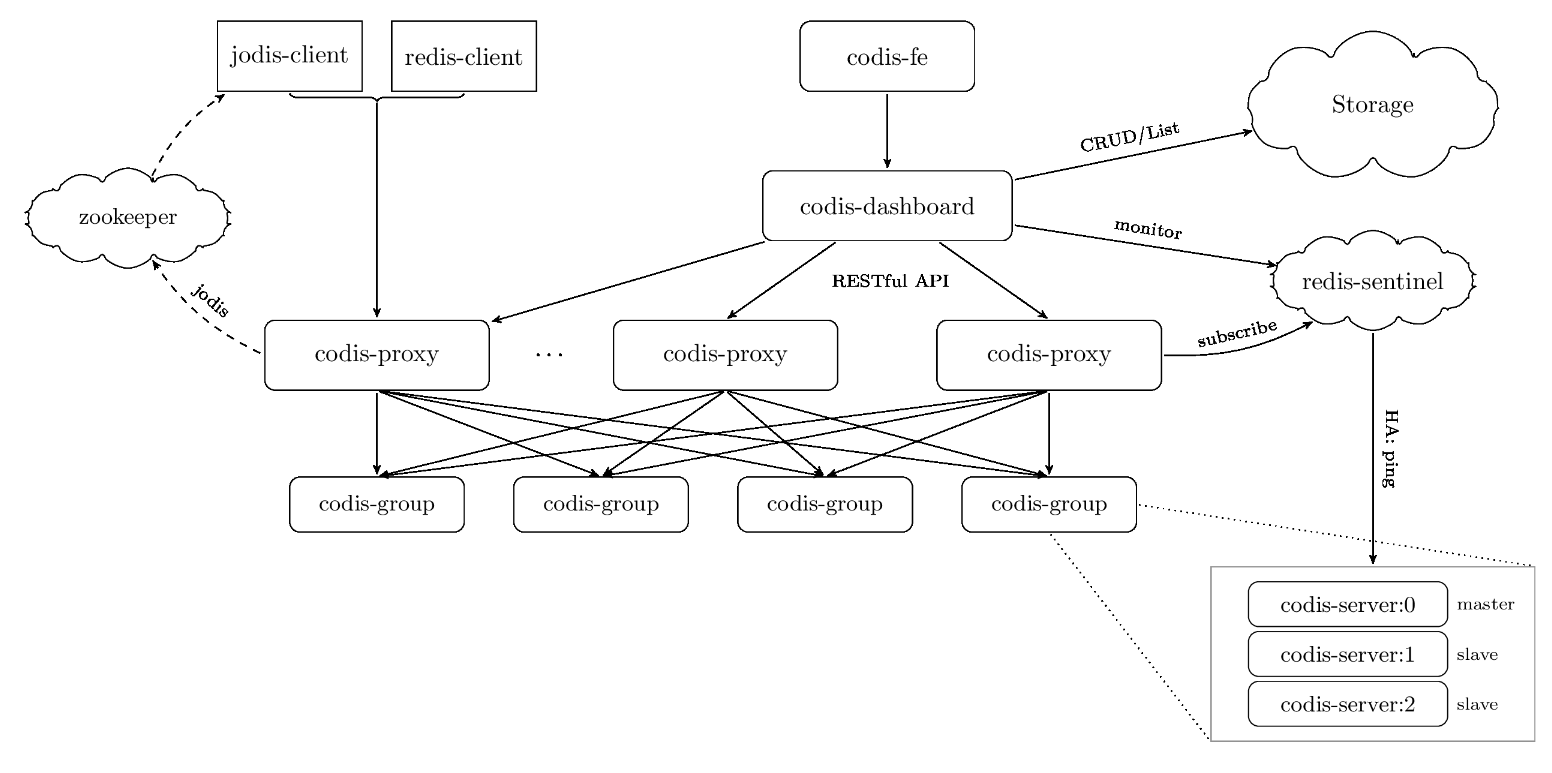 jodis-client
redis-client
codis-fe
Storage
CRUD/List
zookeeper
codis-dashboard
monitor
RESTful API
redis-sentinel
jodis
codis-proxy
...
codis-proxy
codis-proxy
subscribe
HA: ping
codis-group
codis-group
codis-group
codis-group
codis-server:0 master
codis-server:1 slave
codis-server:2 slave